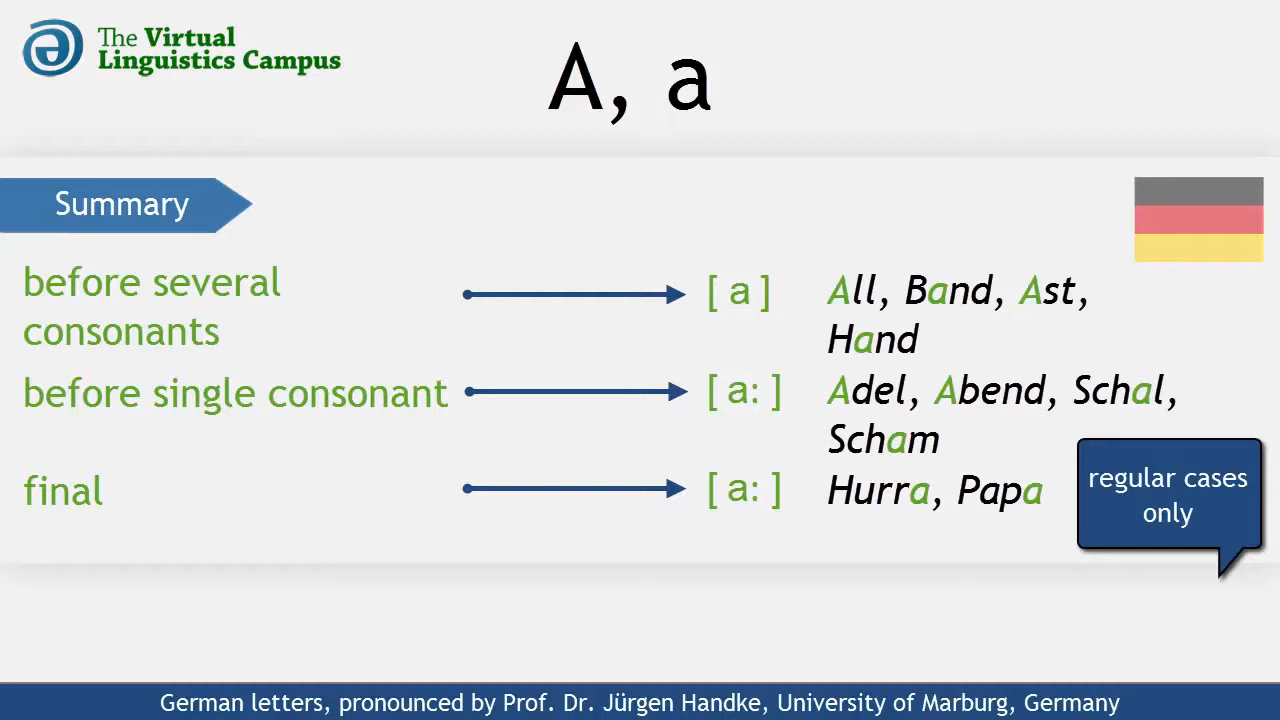 The Virtual
Linguistics Campus
A, a
Summary
before several
consonants
[ a ]
All, Band, Ast,
Hand
before single consonant
[ a: ]
Adel, Abend, Schal,
Scham
final
[ a: ]
Hurra, Papa
regular cases
only
German letters, pronounced by Prof. Dr. Jürgen Handke, University of Marburg, Germany